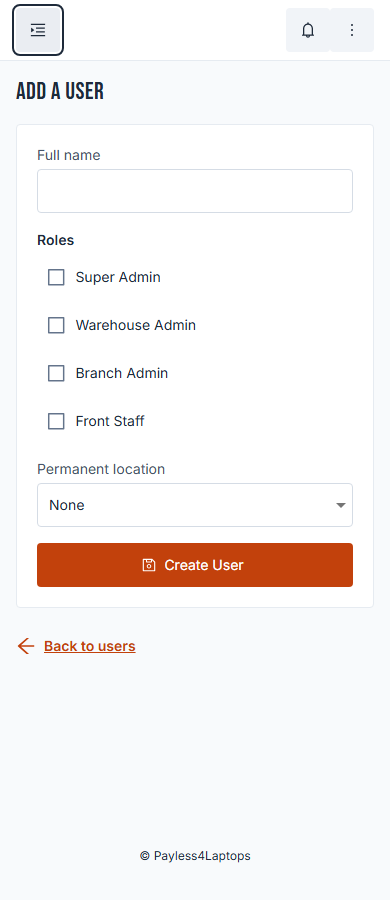 ADD A USER
Full name
Roles
Super Admin
Warehouse Admin
Branch Admin
Front Staff
Permanent location
None
Create User
Back to users
© Payless4Laptops